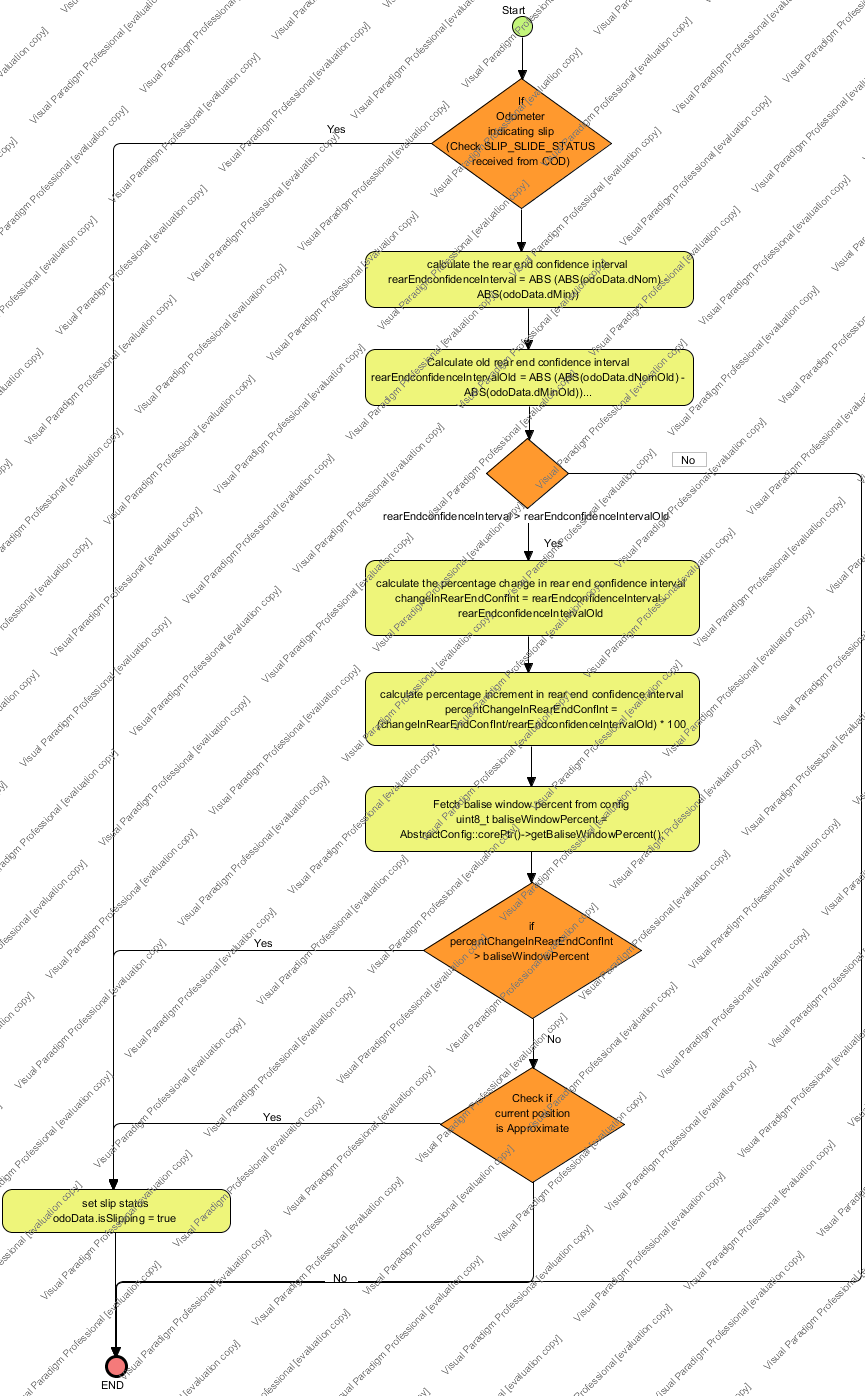 Start
If
Odometer
indicating slip
(Check SLIP_SLIDE_STATUS
received from COD)
Yes
calculate the rear end confidence interval
rearEndconfidenceInterval = ABS (ABS(odoData.dNom) -
ABS(odoData.dMin))
Calculate old rear end confidence interval
rearEndconfidenceIntervalOld = ABS (ABS(odoData.dNomOld) -
ABS(odoData.dMinOld))...
No
rearEndconfidenceInterval > rearEndconfidenceIntervalOld
Yes
calculate the percentage change in rear end confidence interval
changeInRearEndConfInt = rearEndconfidenceInterval -
rearEndconfidenceIntervalOld
calculate percentage increment in rear end confidence interval
percentChangeInRearEndConfInt =
(changeInRearEndConfInt/rearEndconfidenceIntervalOld) * 100
Fetch balise window percent from config
uint8_t baliseWindowPercent =
AbstractConfig::corePtr()->getBaliseWindowPercent();
if
percentChangeInRearEndConfInt
> baliseWindowPercent
Yes
No
Check if
current position
is Approximate
Yes
set slip status
odoData.isSlipping = true
No
END
Visual Paradigm Professional [evaluation copy]